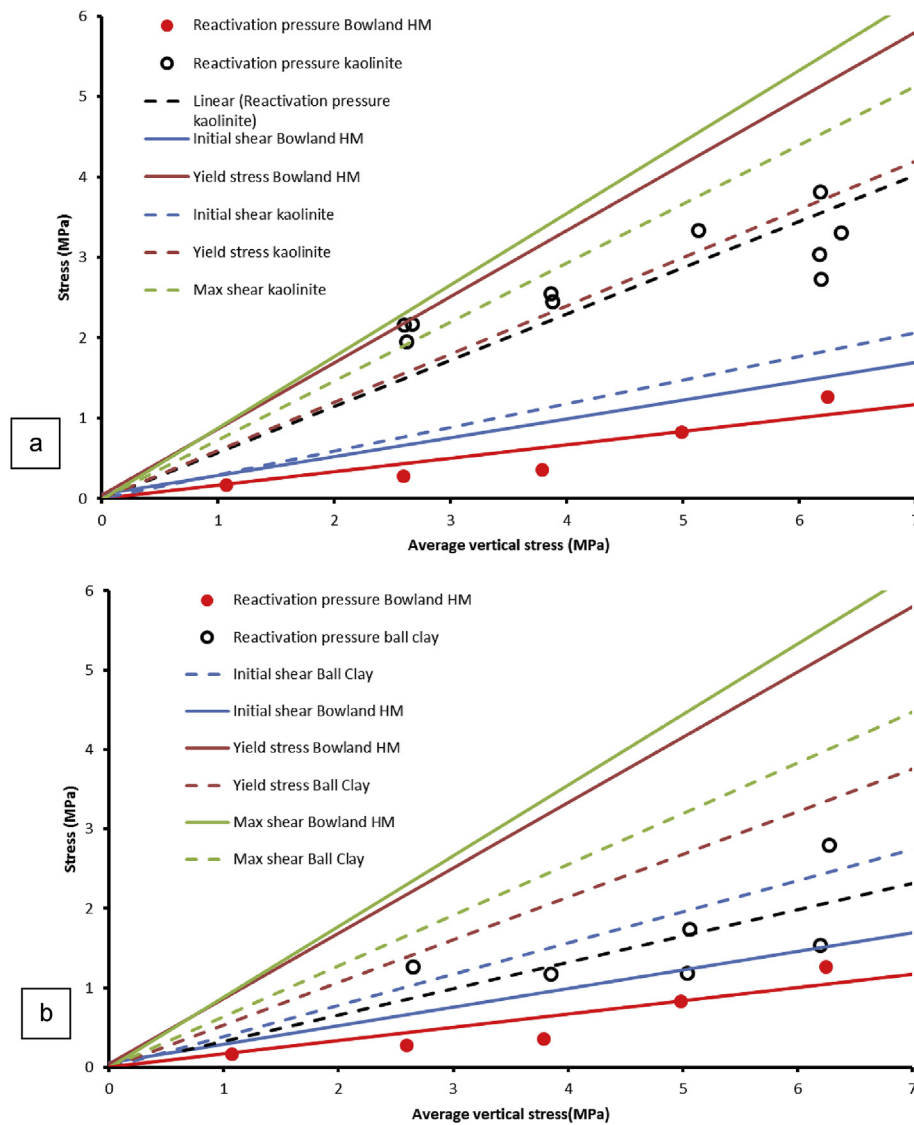 6
5
4
3
2
1
0
Stress (MPa)
Reactivation pressure Bowland HM
Reactivation pressure kaolinite
Linear (Reactivation pressure
kaolinite)
Initial shear Bowland HM
Yield stress Bowland HM
Initial shear kaolinite
Yield stress kaolinite
Max shear kaolinite
a
0 1 2 3 4 5 6 7
Average vertical stress (MPa)
6
5
4
3
2
1
0
Stress (MPa)
Reactivation pressure Bowland HM
Reactivation pressure ball clay
Initial shear Ball Clay
Initial shear Bowland HM
Yield stress Bowland HM
Yield stress Ball Clay
Max shear Bowland HM
Max shear Ball Clay
b
0 1 2 3 4 5 6 7
Average vertical stress(MPa)